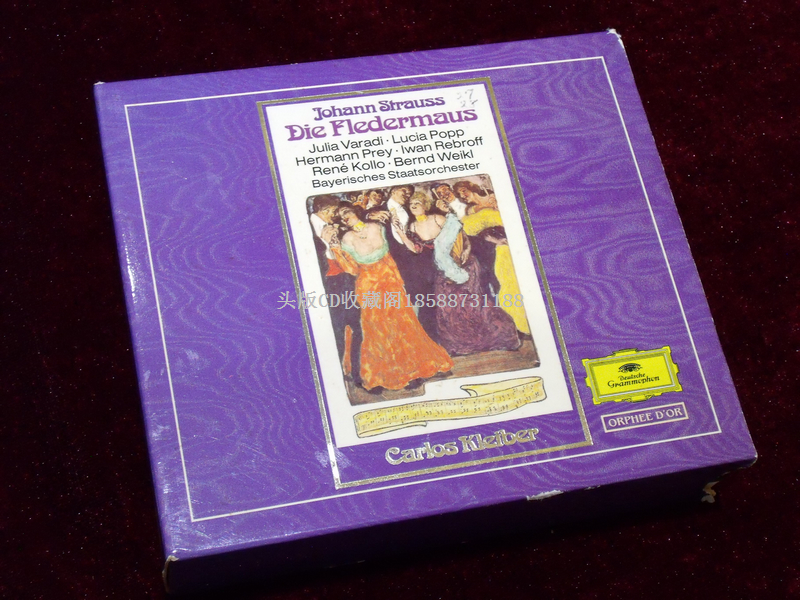 Johann Strauss
Die Fledermaus
Julia Varadi · Lucia Popp
Hermann Prey · Iwan Rebroff
René Kollo · Bernd Weikl
Bayerisches Staatsorchester
头版CD收藏阁18588731188
Deutsche
Grammophon
ORPHEE D'OR
Carlos Kleiber